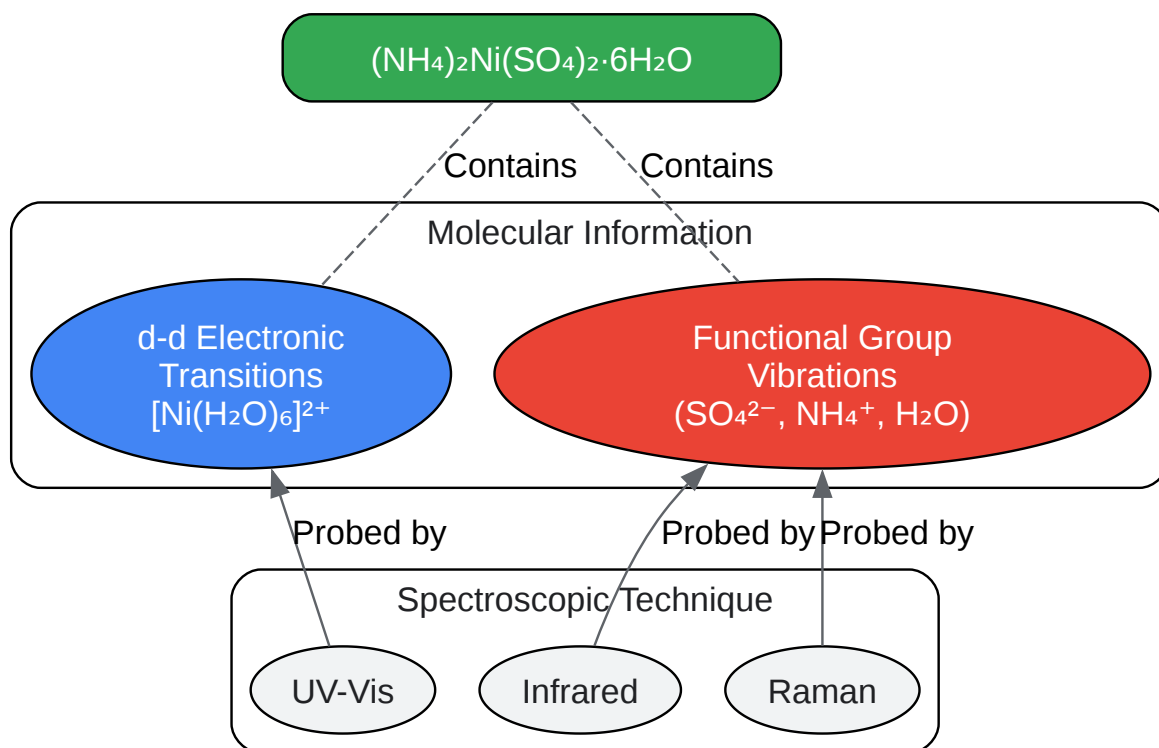 (NH₄)₂Ni(SO₄)₂·6H₂O
Contains
Contains
Molecular Information
d-d Electronic
Transitions
[Ni(H₂O)₆]²⁺
Functional Group
Vibrations
(SO₄²⁻, NH₄⁺, H₂O)
Probed by
Probed by
Probed by
Spectroscopic Technique
UV-Vis
Infrared
Raman